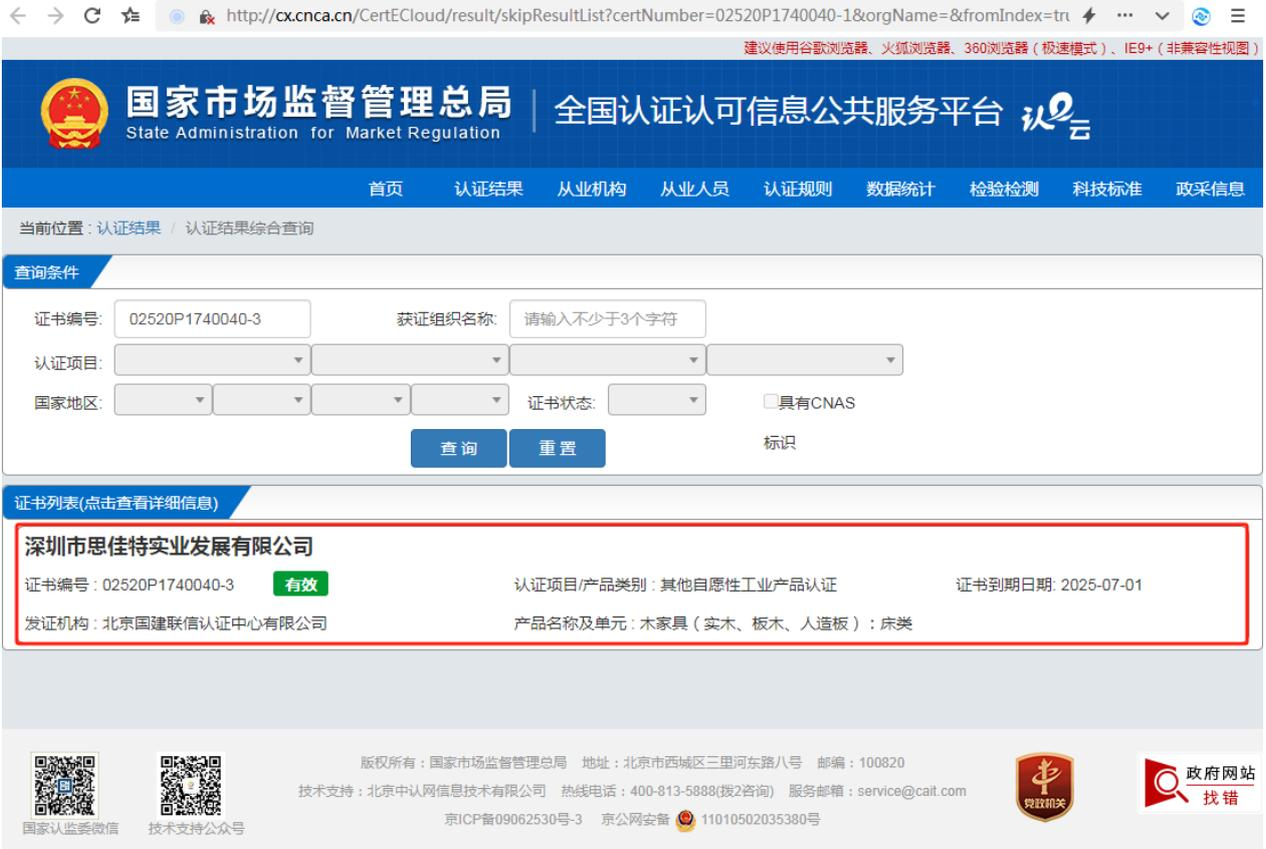 http://cx.cnca.cn/CertECloud/result/skipResultList?certNumber=02520P1740040-1&orgName=&fromIndex=tru
建议使用谷歌浏览器、火狐浏览器、360浏览器（极速模式）、IE9+（非兼容性视图）
国家市场监督管理总局
State Administration for Market Regulation
全国认证认可信息公共服务平台 认e云
首页 认证结果 从业机构 从业人员 认证规则 数据统计 检验检测 科技标准 政采信息
当前位置 : 认证结果 / 认证结果综合查询
查询条件
证书编号: 02520P1740040-3 获证组织名称: 请输入不少于3个字符
认证项目:
国家地区: 证书状态: 具有CNAS
标识
查 询 重 置
证书列表(点击查看详细信息)
深圳市思佳特实业发展有限公司
证书编号 : 02520P1740040-3 有效 认证项目/产品类别 : 其他自愿性工业产品认证 证书到期日期: 2025-07-01
发证机构 : 北京国建联信认证中心有限公司 产品名称及单元 : 木家具（实木、板木、人造板）：床类
版权所有：国家市场监督管理总局 地址：北京市西城区三里河东路八号 邮编：100820
技术支持：北京中认网信息技术有限公司 热线电话：400-813-5888(拨2咨询) 服务邮箱：service@cait.com
京ICP备09062530号-3 京公网安备 11010502035380号
国家认监委微信 技术支持公众号
党政机关
政府网站
找错